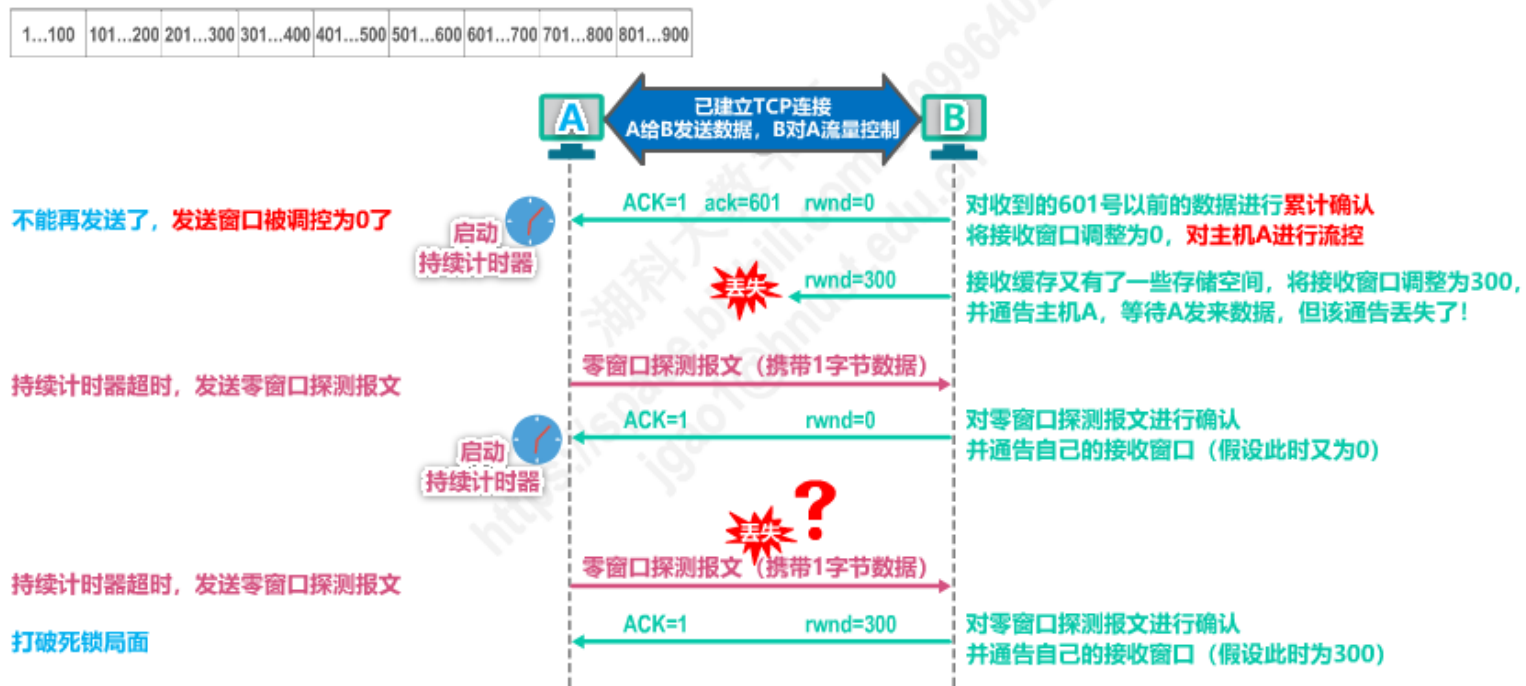 1...100 101...200 201...300 301...400 401...500 501...600 601...700 701...800 801...900
已建立TCP连接
A给B发送数据，B对A流量控制
A
B
不能再发送了，发送窗口被调控为0了
启动
持续计时器
ACK=1 ack=601 rwnd=0
对收到的601号以前的数据进行累计确认
将接收窗口调整为0，对主机A进行流控
丢失
rwnd=300
接收缓存又有了一些存储空间，将接收窗口调整为300，
并通告主机A，等待A发来数据，但该通告丢失了！
持续计时器超时，发送零窗口探测报文
零窗口探测报文（携带1字节数据）
启动
持续计时器
ACK=1 rwnd=0
对零窗口探测报文进行确认
并通告自己的接收窗口（假设此时又为0）
丢失
?
持续计时器超时，发送零窗口探测报文
零窗口探测报文（携带1字节数据）
打破死锁局面
ACK=1 rwnd=300
对零窗口探测报文进行确认
并通告自己的接收窗口（假设此时为300）